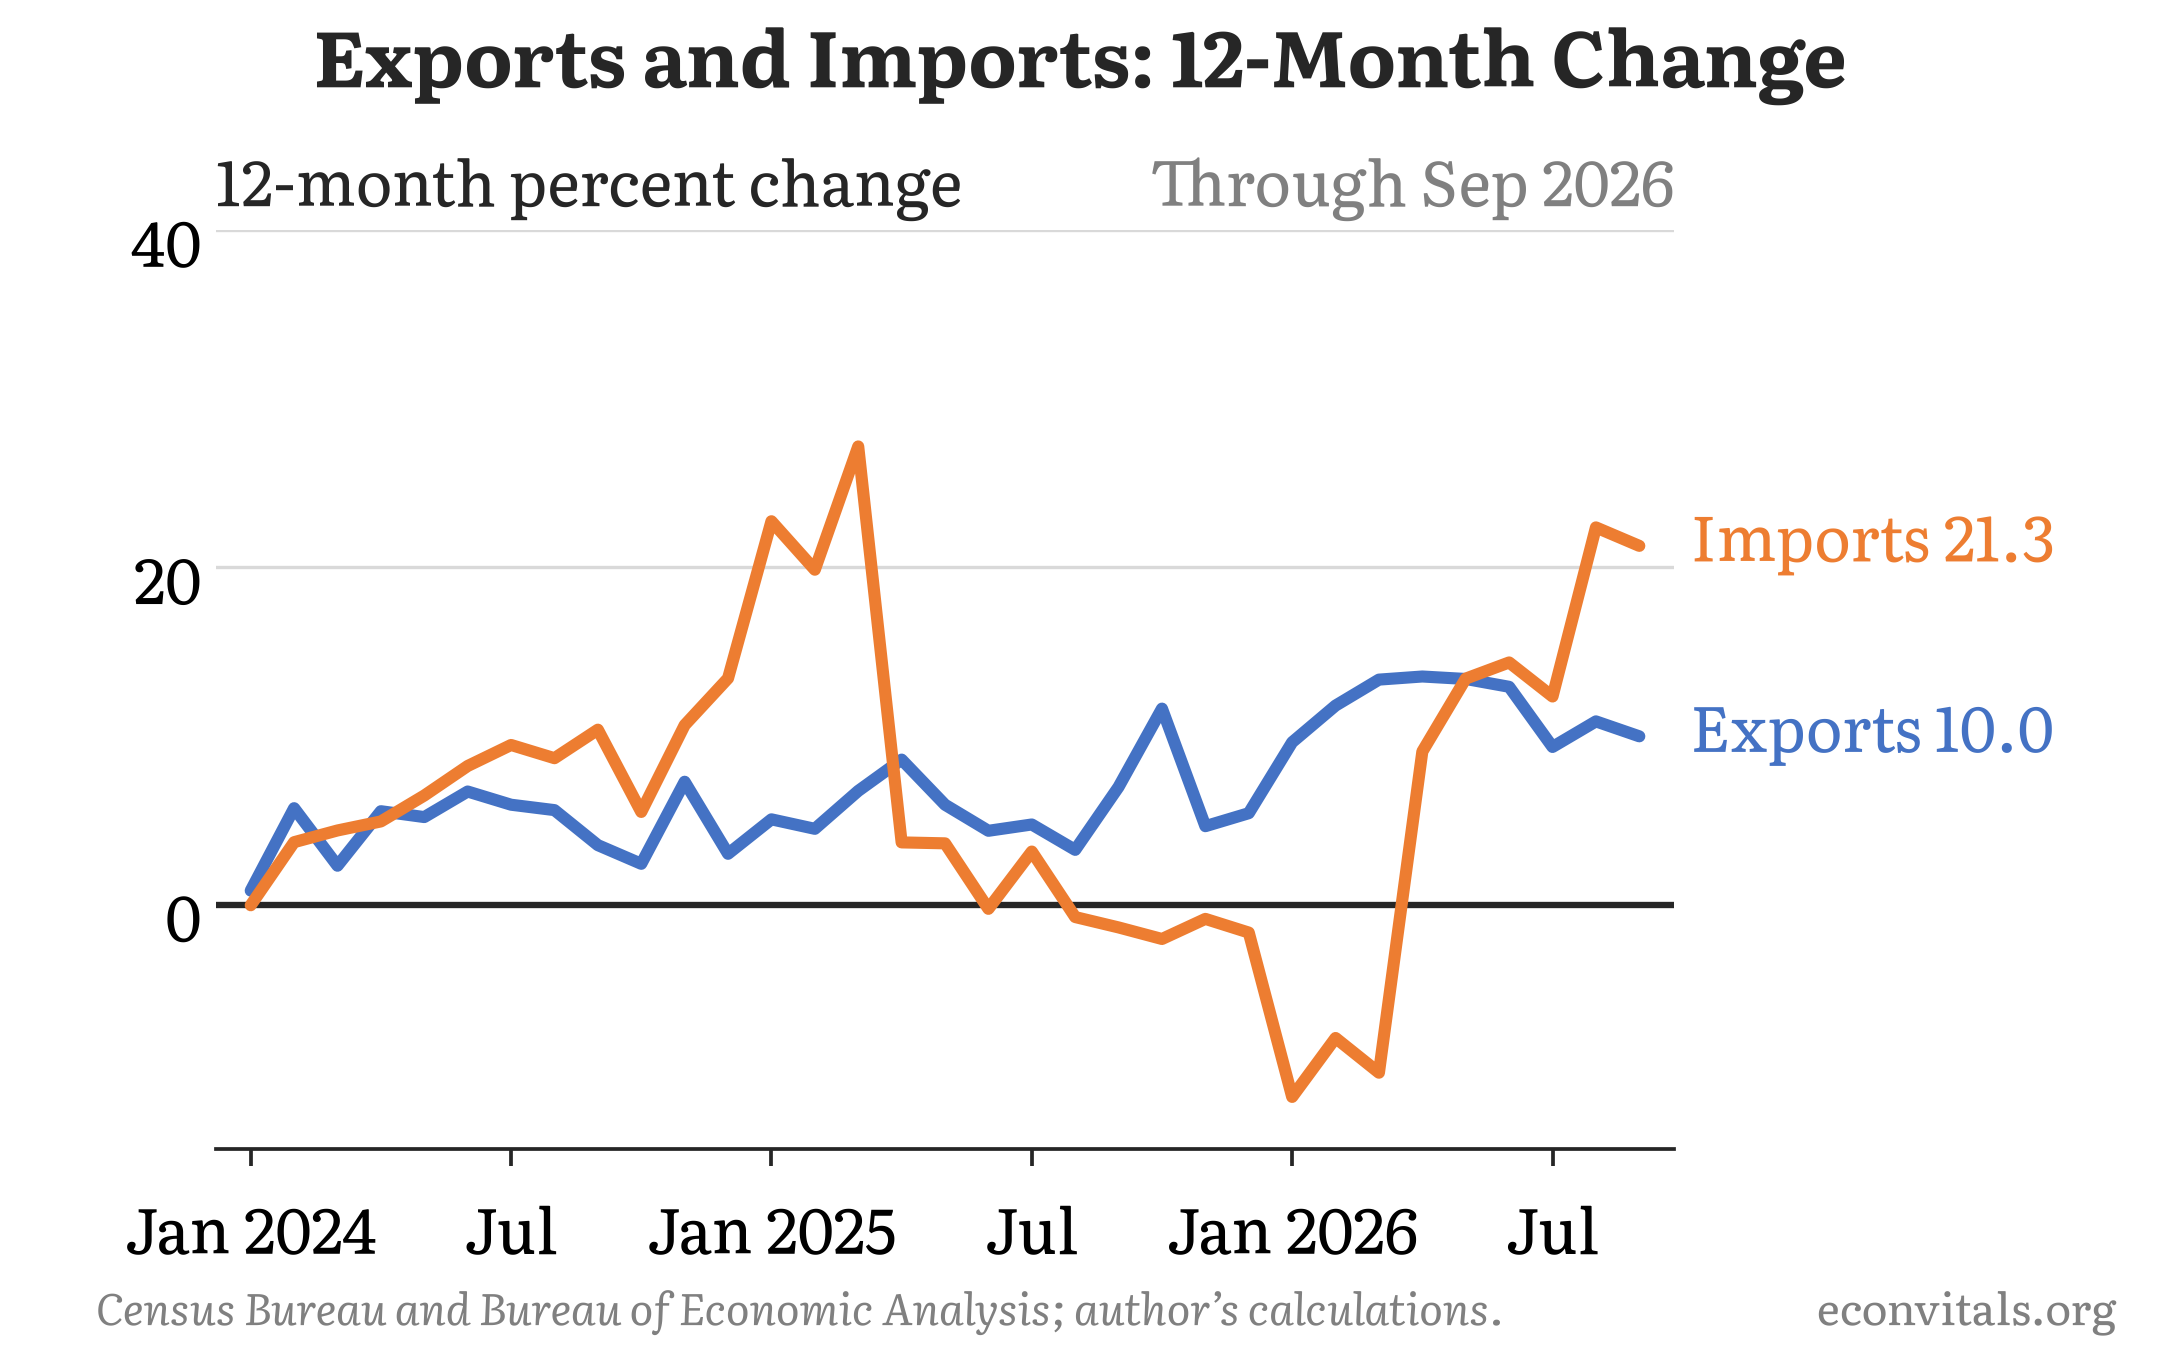 Exports and Imports: 12-Month Change
12-month percent change
Through Sep 2026
40
20
0
Imports 21.3
Exports 10.0
Jan 2024
Jul
Jan 2025
Jul
Jan 2026
Jul
Census Bureau and Bureau of Economic Analysis; author’s calculations.
econvitals.org